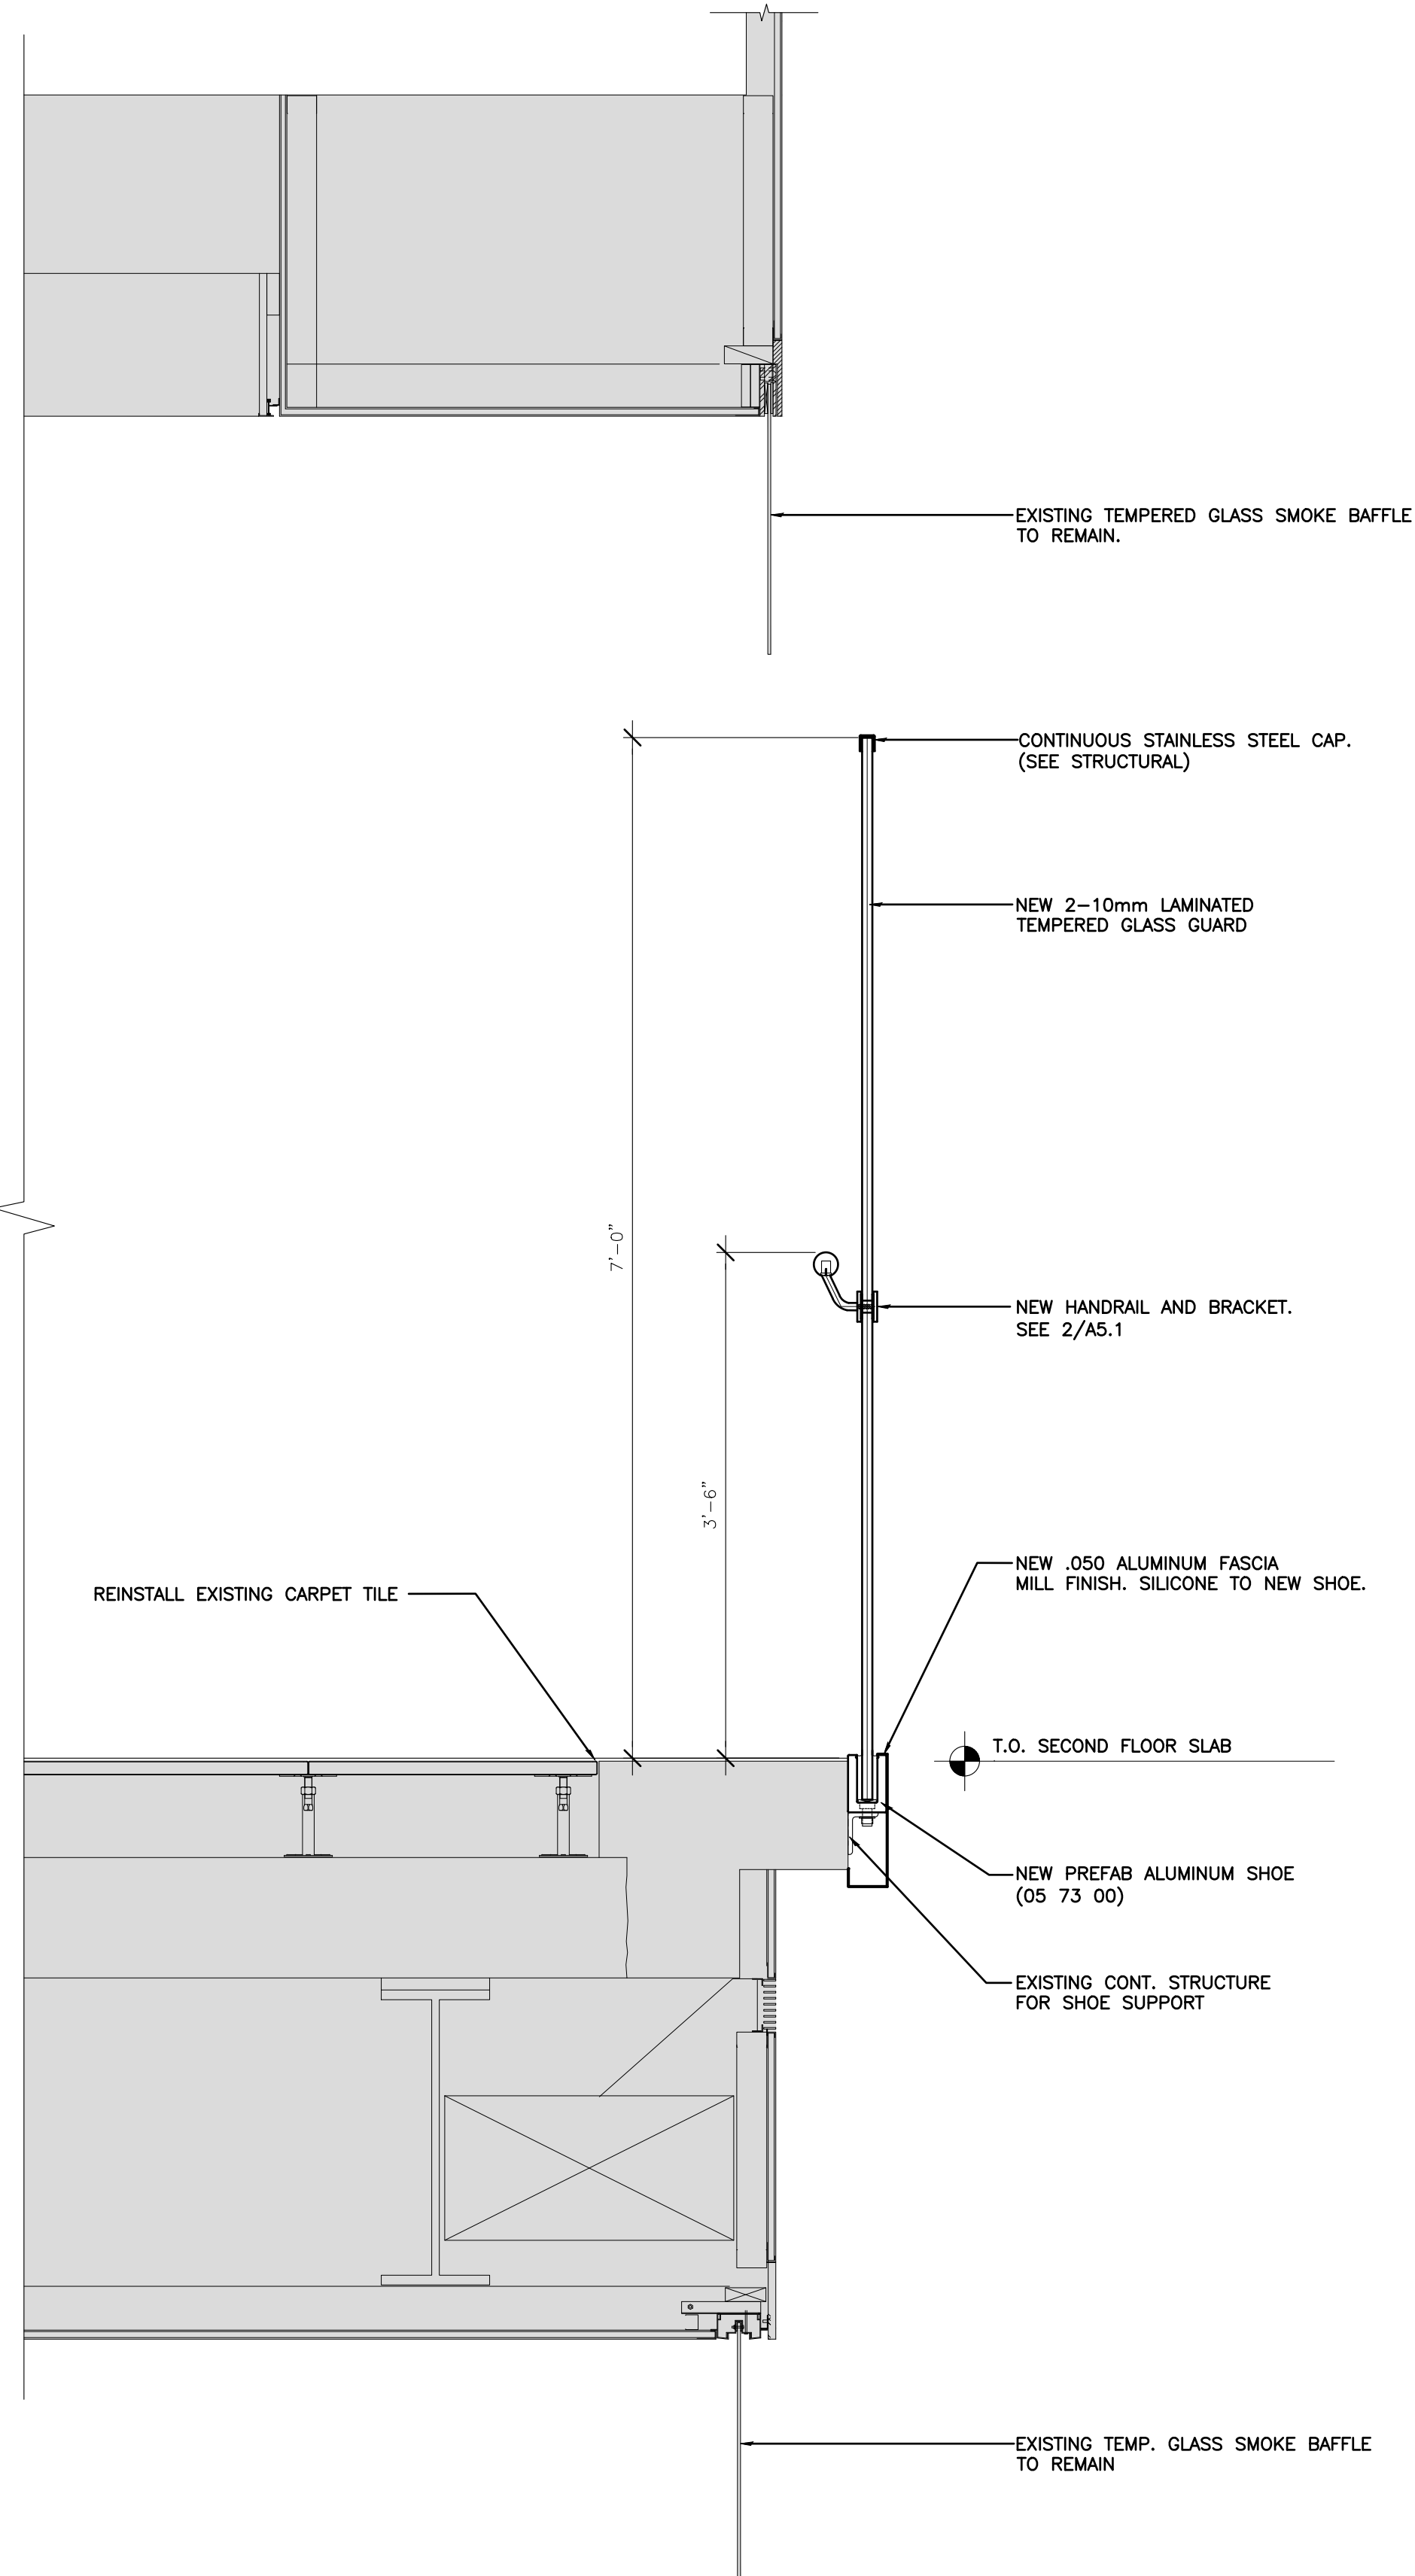 EXISTING TEMPERED GLASS SMOKE BAFFLE
TO REMAIN.
CONTINUOUS STAINLESS STEEL CAP.
(SEE STRUCTURAL)
NEW 2-10mm LAMINATED
TEMPERED GLASS GUARD
7'-0"
NEW HANDRAIL AND BRACKET.
SEE 2/A5.1
3'-6"
NEW .050 ALUMINUM FASCIA
MILL FINISH. SILICONE TO NEW SHOE.
REINSTALL EXISTING CARPET TILE
T.O. SECOND FLOOR SLAB
NEW PREFAB ALUMINUM SHOE
(05 73 00)
EXISTING CONT. STRUCTURE
FOR SHOE SUPPORT
EXISTING TEMP. GLASS SMOKE BAFFLE
TO REMAIN